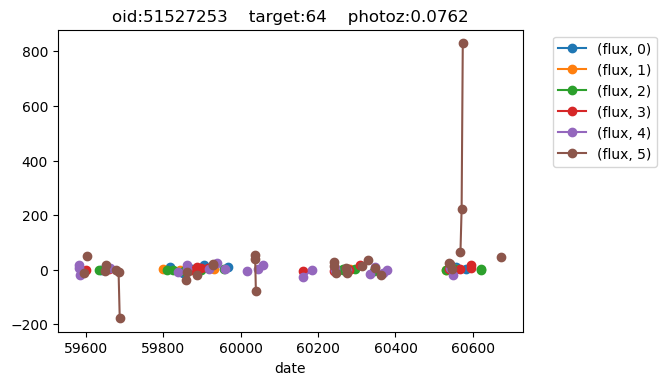 oid:51527253    target:64    photoz:0.0762
800
600
400
200
0
−200
59600 59800 60000 60200 60400 60600
date
(flux, 0)
(flux, 1)
(flux, 2)
(flux, 3)
(flux, 4)
(flux, 5)